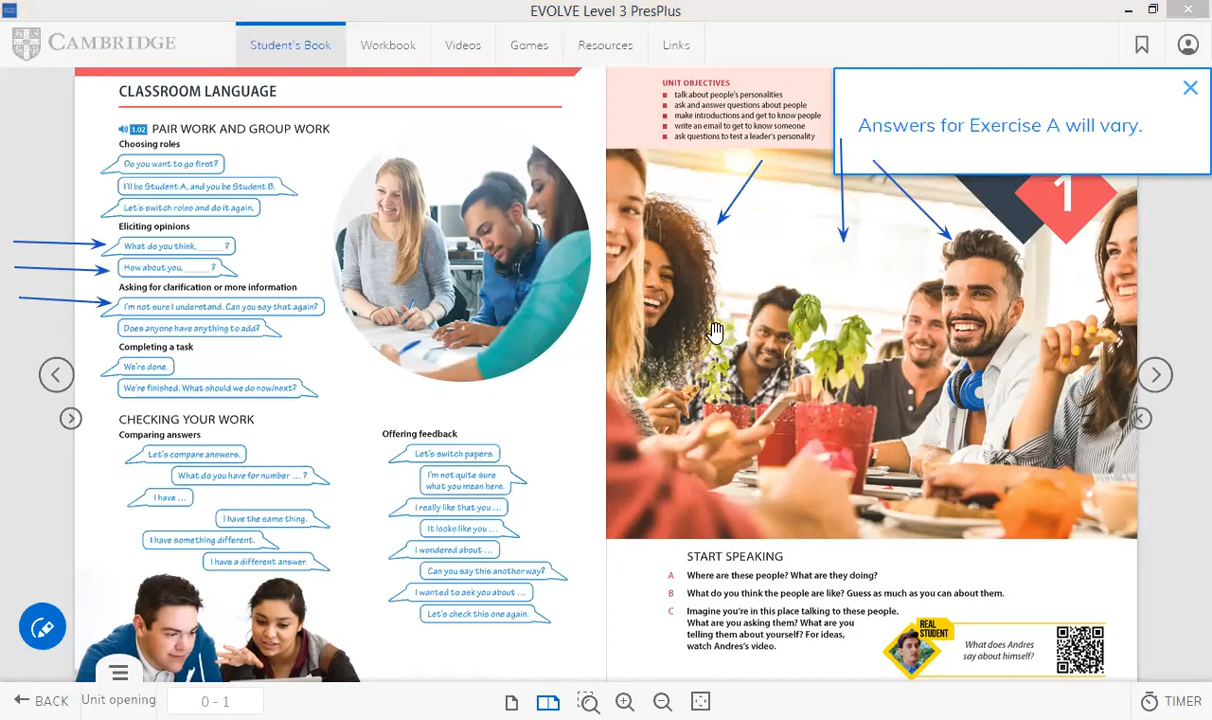 EVOLVE Level 3 PresPlus
CAMBRIDGE
Student's Book
Workbook
Videos
Games
Resources
Links
CLASSROOM LANGUAGE
1.02 PAIR WORK AND GROUP WORK
Choosing roles
Do you want to go first?
I'll be Student A, and you be Student B.
Let's switch roles and do it again.
Eliciting opinions
What do you think, _____ ?
How about you, _____ ?
Asking for clarification or more information
I'm not sure I understand. Can you say that again?
Does anyone have anything to add?
Completing a task
We're done.
We're finished. What should we do now/next?
CHECKING YOUR WORK
Comparing answers
Let's compare answers.
What do you have for number ... ?
I have ...
I have the same thing.
I have something different.
I have a different answer.
Offering feedback
Let's switch papers.
I'm not quite sure
what you mean here.
I really like that you ...
It looks like you ...
I wondered about ...
Can you say this another way?
I wanted to ask you about ...
Let's check this one again.
UNIT OBJECTIVES
talk about people's personalities
ask and answer questions about people
make introductions and get to know people
write an email to get to know someone
ask questions to test a leader's personality
Answers for Exercise A will vary.
1
START SPEAKING
A Where are these people? What are they doing?
B What do you think the people are like? Guess as much as you can about them.
C Imagine you're in this place talking to these people.
What are you asking them? What are you
telling them about yourself? For ideas,
watch Andres's video.
REAL
STUDENT
What does Andres
say about himself?
BACK
Unit opening
0 - 1
TIMER